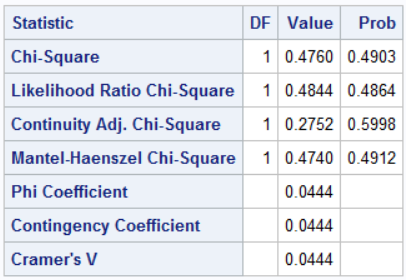 Statistic DF Value Prob
Chi-Square 1 0.4760 0.4903
Likelihood Ratio Chi-Square 1 0.4844 0.4864
Continuity Adj. Chi-Square 1 0.2752 0.5998
Mantel-Haenszel Chi-Square 1 0.4740 0.4912
Phi Coefficient 0.0444
Contingency Coefficient 0.0444
Cramer's V 0.0444